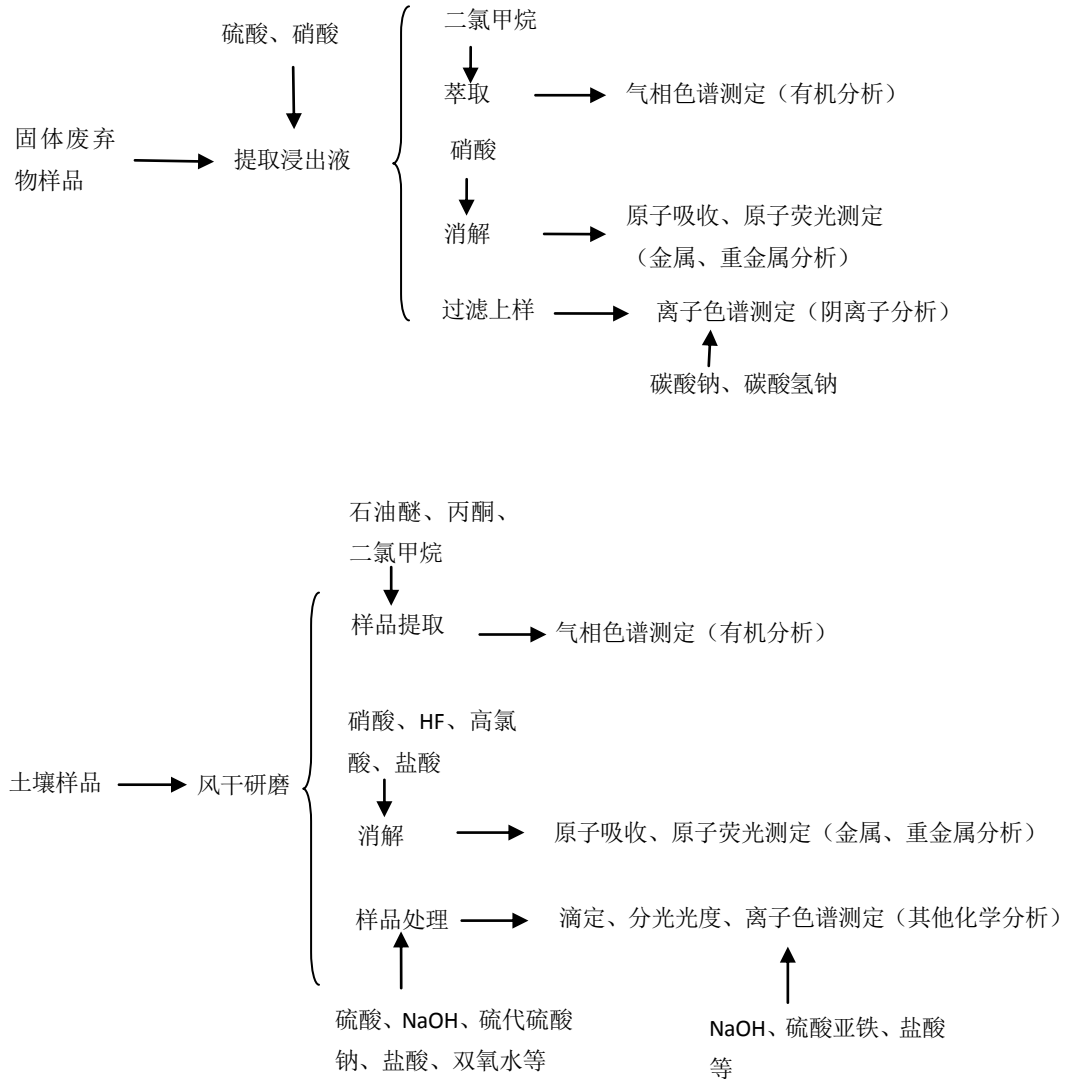 二氯甲烷
硫酸、硝酸
萃取
气相色谱测定（有机分析）
固体废弃
物样品
提取浸出液
硝酸
消解
原子吸收、原子荧光测定
（金属、重金属分析）
过滤上样
离子色谱测定（阴离子分析）
碳酸钠、碳酸氢钠
石油醚、丙酮、
二氯甲烷
样品提取
气相色谱测定（有机分析）
硝酸、HF、高氯
酸、盐酸
土壤样品
风干研磨
消解
原子吸收、原子荧光测定（金属、重金属分析）
样品处理
滴定、分光光度、离子色谱测定（其他化学分析）
硫酸、NaOH、硫代硫酸
钠、盐酸、双氧水等
NaOH、硫酸亚铁、盐酸
等